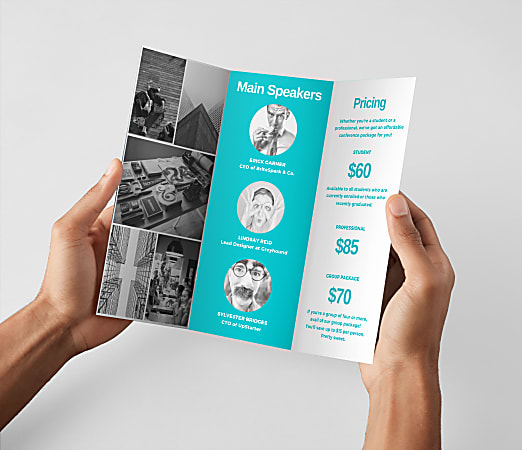 Main Speakers
ERICK CARNER
CEO of BriteSpark & Co.
LINDSAY REID
Lead Designer at Greyhound
SYLVESTER BRIDGES
CTO of UpStarter
Pricing
Whether you're a student or a
professional, we've got an affordable
conference package for you!
STUDENT
$60
Available to all students who are
currently enrolled or those who
recently graduated.
PROFESSIONAL
$85
GROUP PACKAGE
$70
If you're a group of four or more,
avail of our group package!
You'll save up to $15 per person.
Pretty sweet.